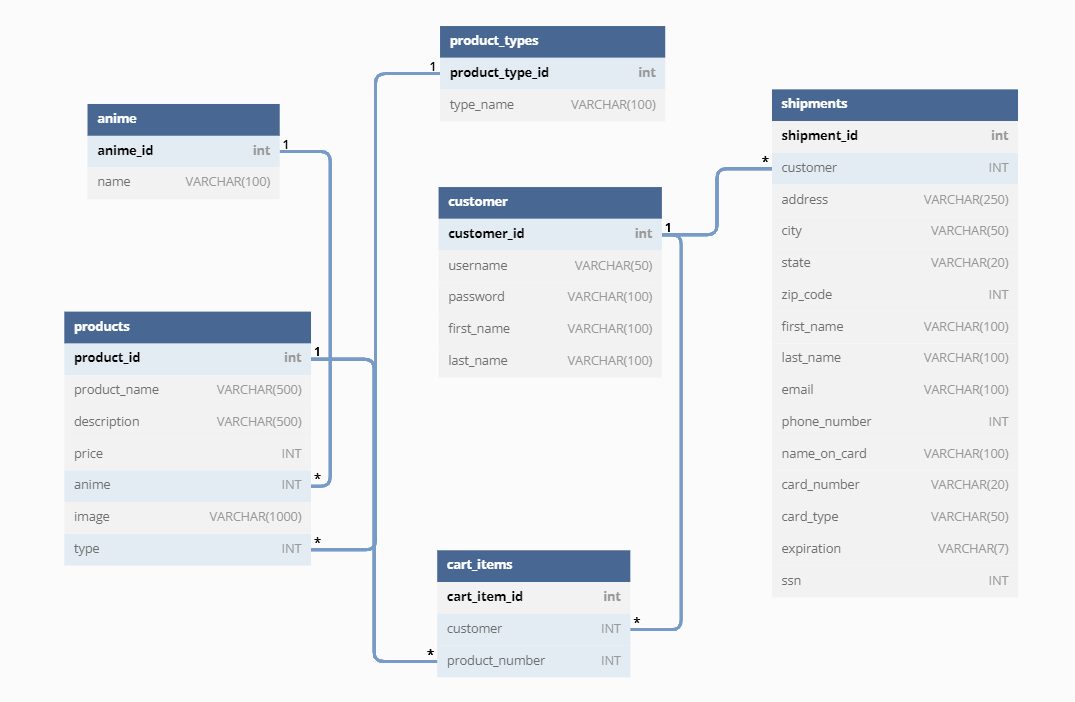 product_types
product_type_id int
type_name VARCHAR(100)
1
anime
anime_id int
name VARCHAR(100)
1
shipments
shipment_id int
customer INT
address VARCHAR(250)
city VARCHAR(50)
state VARCHAR(20)
zip_code INT
first_name VARCHAR(100)
last_name VARCHAR(100)
email VARCHAR(100)
phone_number INT
name_on_card VARCHAR(100)
card_number VARCHAR(20)
card_type VARCHAR(50)
expiration VARCHAR(7)
ssn INT
*
customer
customer_id int
username VARCHAR(50)
password VARCHAR(100)
first_name VARCHAR(100)
last_name VARCHAR(100)
1
products
product_id int
product_name VARCHAR(500)
description VARCHAR(500)
price INT
anime INT
image VARCHAR(1000)
type INT
1
*
*
cart_items
cart_item_id int
customer INT
product_number INT
*
*